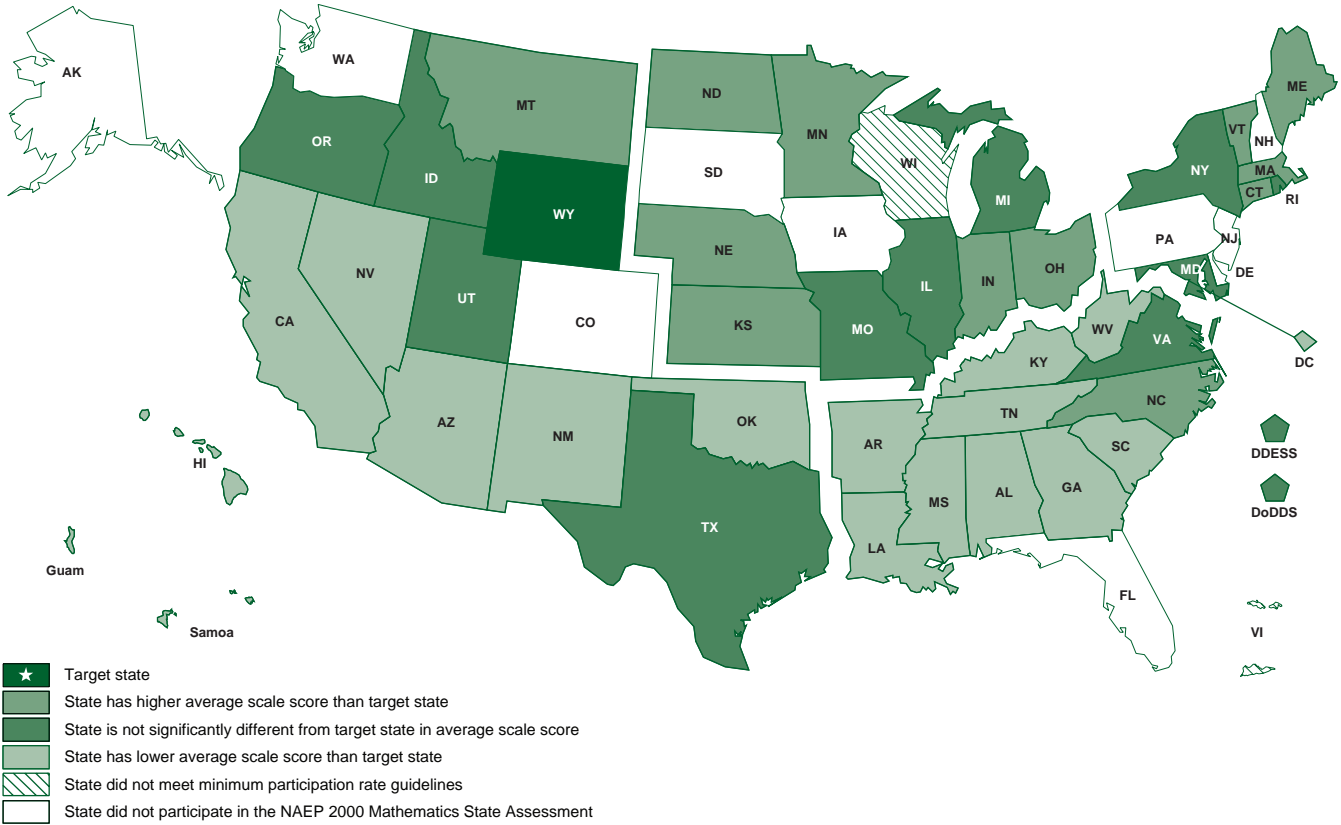 AK
WA
MT
ND
MN
ME
VT
NH
OR
ID
SD
WI
NY
MA
CT
RI
MI
WY
IA
PA
NJ
NE
OH
DE
MD
NV
UT
IN
IL
CA
CO
KS
MO
WV
VA
KY
DC
NC
TN
AZ
NM
OK
AR
SC
HI
DDESS
GA
AL
MS
DoDDS
TX
LA
Guam
FL
Samoa
VI
Target state
State has higher average scale score than target state
State is not significantly different from target state in average scale score
State has lower average scale score than target state
State did not meet minimum participation rate guidelines
State did not participate in the NAEP 2000 Mathematics State Assessment